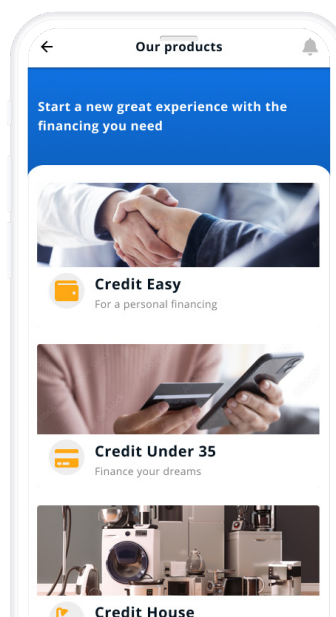 Our products
Start a new great experience with the
financing you need
Credit Easy
For a personal financing
Credit Under 35
Finance your dreams
Credit House